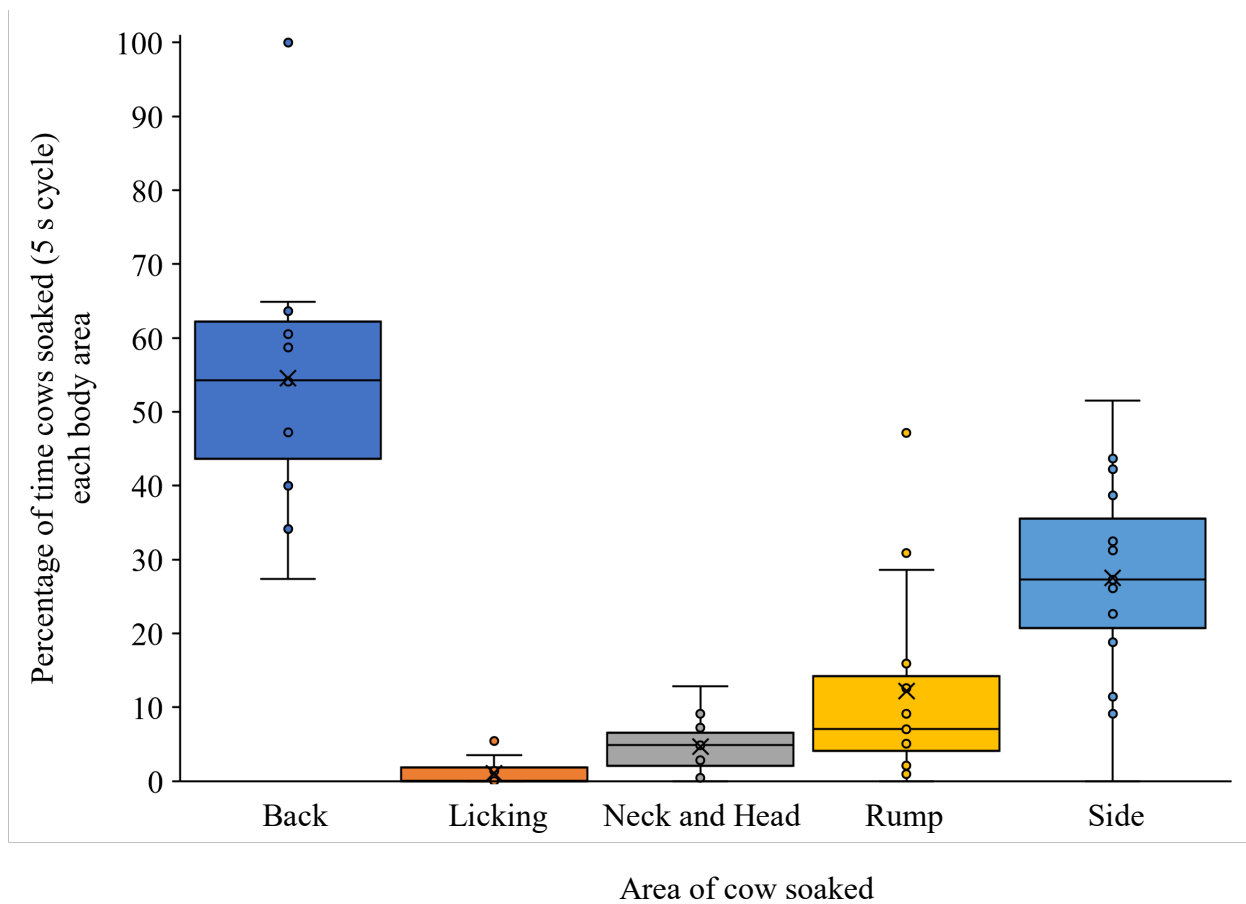 Percentage of time cows soaked (5 s cycle)
each body area
100
90
80
70
60
50
40
30
20
10
0
Back
Licking
Neck and Head
Rump
Side
Area of cow soaked